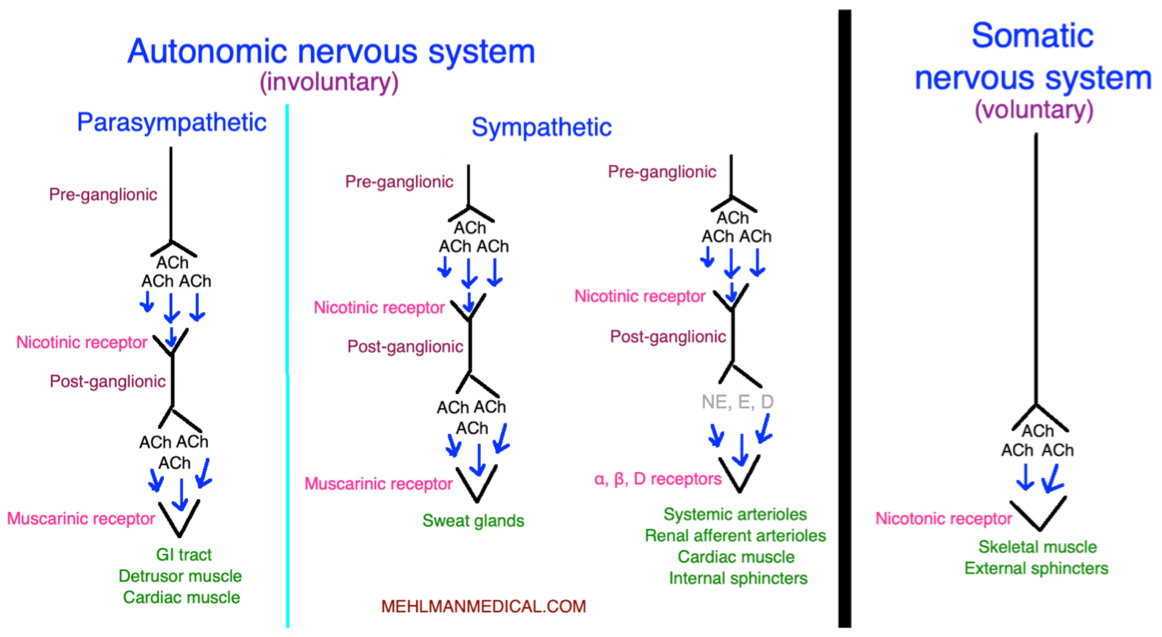 Autonomic nervous system
(involuntary)
Parasympathetic
Pre-ganglionic
ACh
ACh ACh
Nicotinic receptor
Post-ganglionic
ACh ACh
ACh
Muscarinic receptor
GI tract
Detrusor muscle
Cardiac muscle
Sympathetic
Pre-ganglionic
ACh
ACh ACh
Nicotinic receptor
Post-ganglionic
ACh ACh
ACh
Muscarinic receptor
Sweat glands
Pre-ganglionic
ACh
ACh ACh
Nicotinic receptor
Post-ganglionic
NE, E, D
α, β, D receptors
Systemic arterioles
Renal afferent arterioles
Cardiac muscle
Internal sphincters
MEHLMANMEDICAL.COM
Somatic
nervous system
(voluntary)
ACh
ACh ACh
Nicotonic receptor
Skeletal muscle
External sphincters